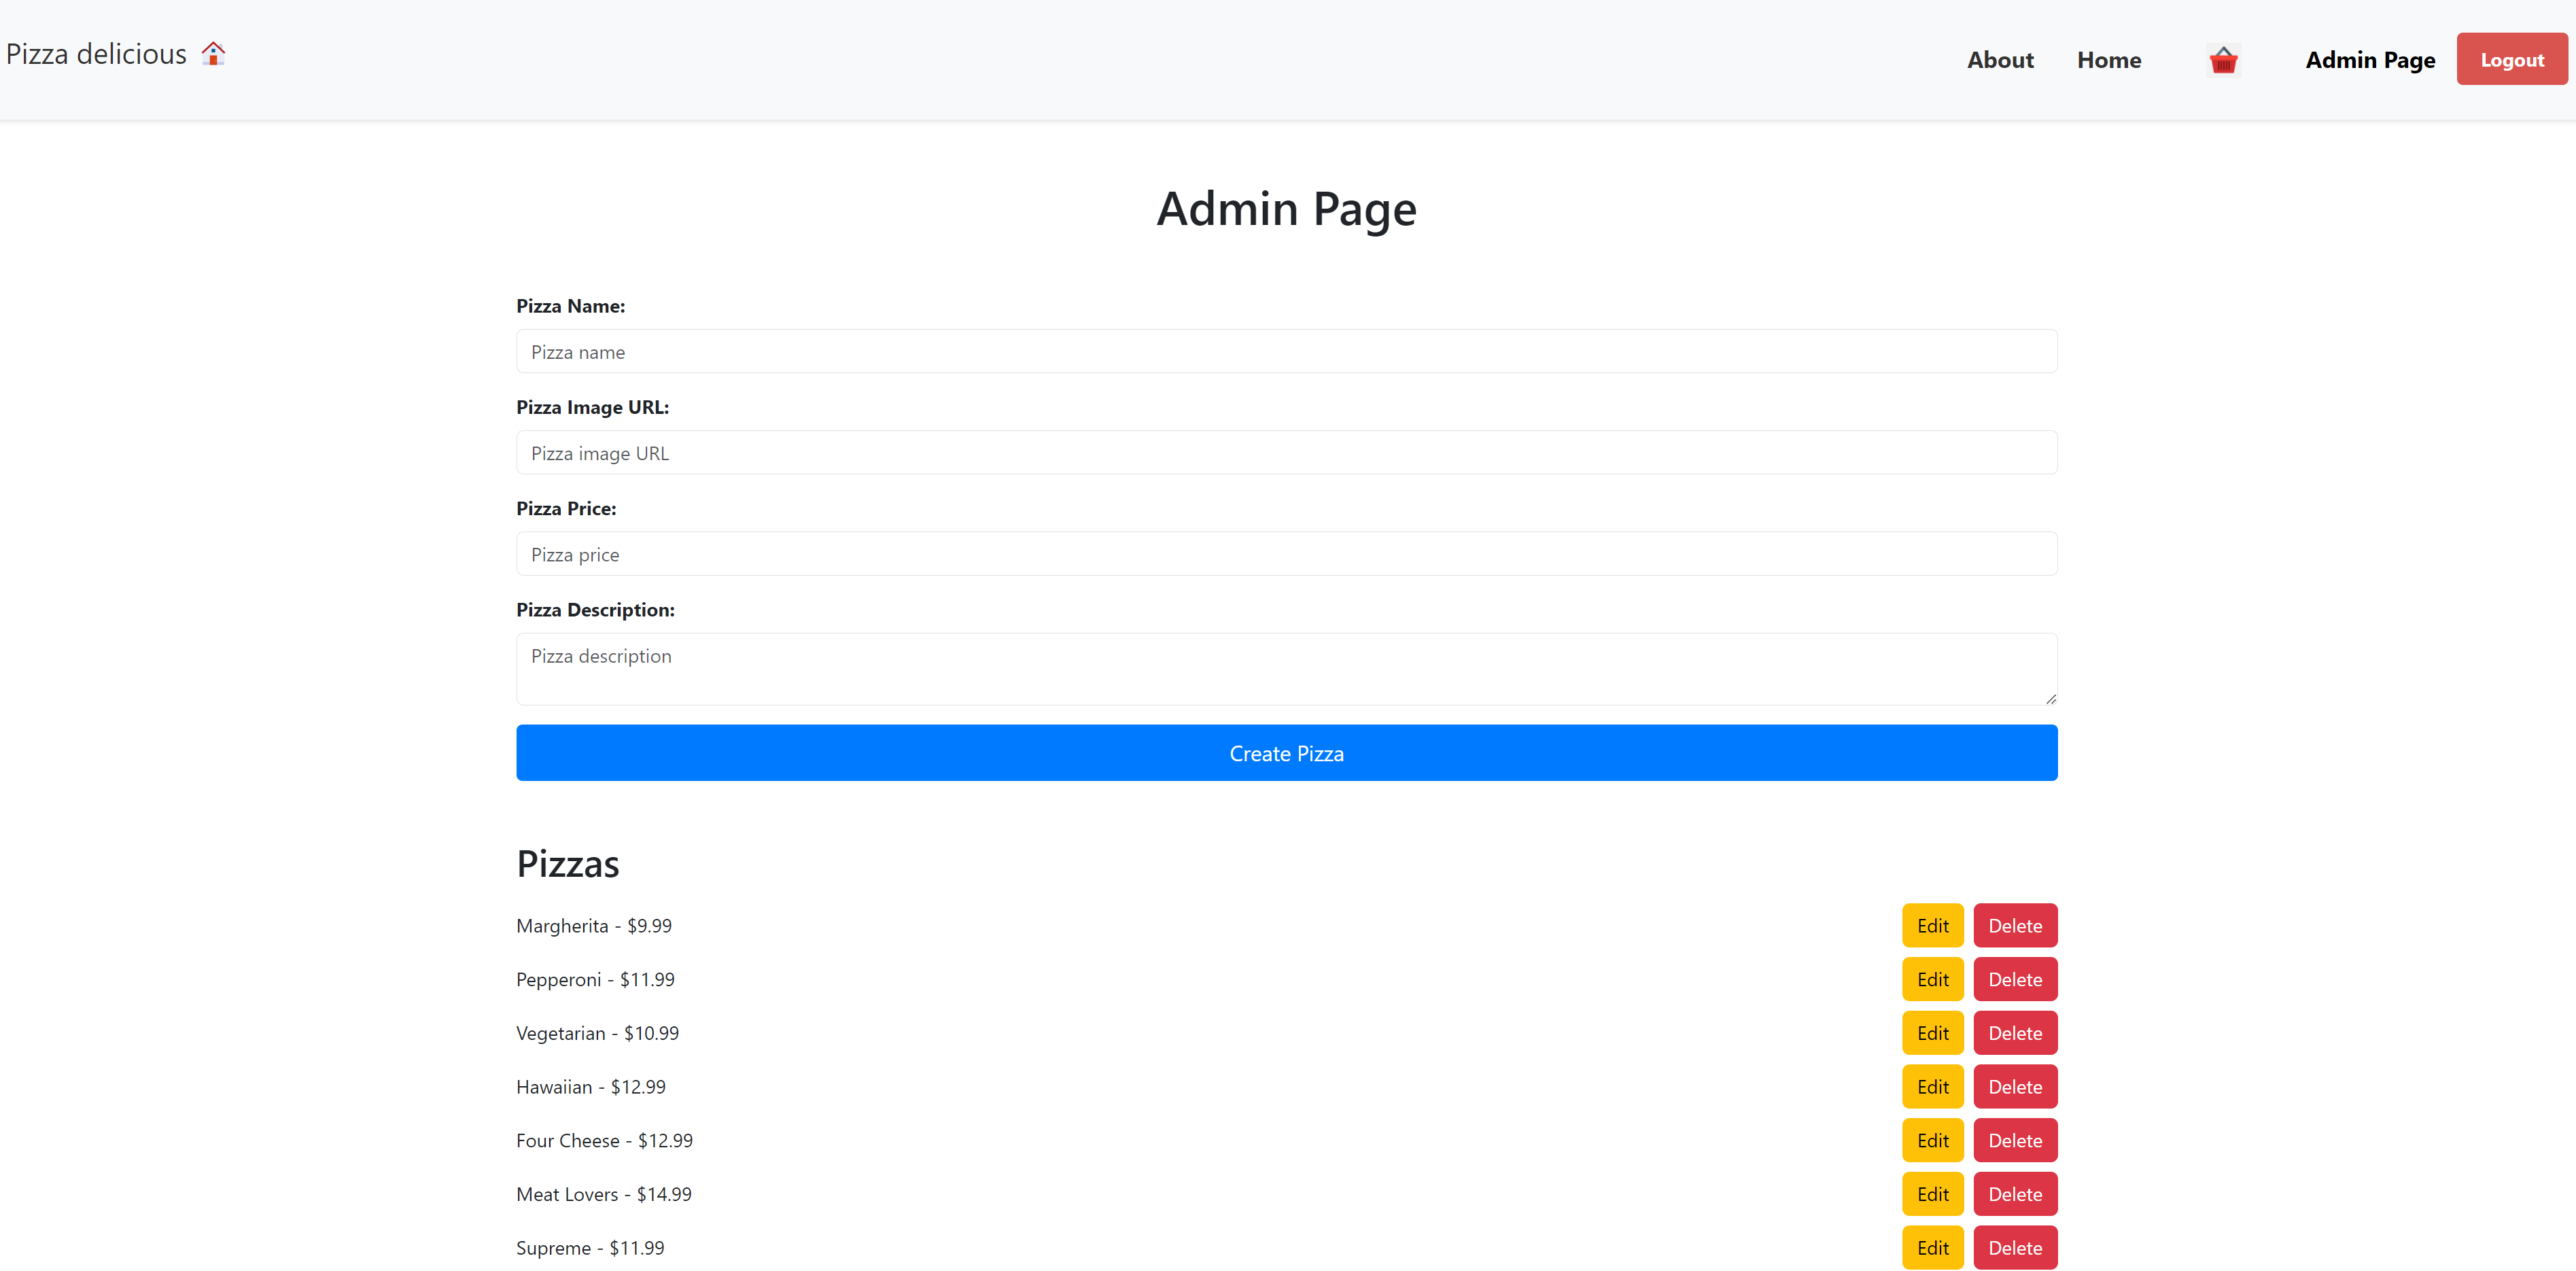 Pizza delicious
About Home Admin Page Logout
Admin Page
Pizza Name:
Pizza name
Pizza Image URL:
Pizza image URL
Pizza Price:
Pizza price
Pizza Description:
Pizza description
Create Pizza
Pizzas
Margherita - $9.99 Edit Delete
Pepperoni - $11.99 Edit Delete
Vegetarian - $10.99 Edit Delete
Hawaiian - $12.99 Edit Delete
Four Cheese - $12.99 Edit Delete
Meat Lovers - $14.99 Edit Delete
Supreme - $11.99 Edit Delete